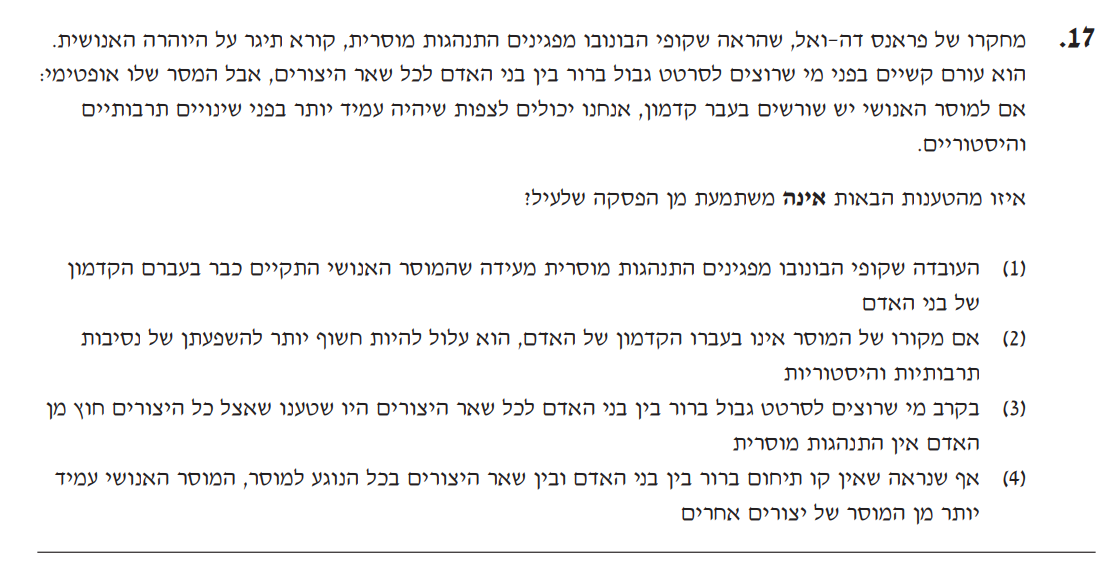 17. מחקרו של פראנס דה-ואל, שהראה שקופי הבונובו מפגינים התנהגות מוסרית, קורא תיגר על היוהרה האנושית.
הוא עורם קשיים בפני מי שרוצים לסרטט גבול ברור בין בני האדם לכל שאר היצורים, אבל המסר שלו אופטימי:
אם למוסר האנושי יש שורשים בעבר קדמון, אנחנו יכולים לצפות שיהיה עמיד יותר בפני שינויים תרבותיים
והיסטוריים.
איזו מהטענות הבאות אינה משתמעת מן הפסקה שלעיל?
(1) העובדה שקופי הבונובו מפגינים התנהגות מוסרית מעידה שהמוסר האנושי התקיים כבר בעברם הקדמון
של בני האדם
(2) אם מקורו של המוסר אינו בעברו הקדמון של האדם, הוא עלול להיות חשוף יותר להשפעתן של נסיבות
תרבותיות והיסטוריות
(3) בקרב מי שרוצים לסרטט גבול ברור בין בני האדם לכל שאר היצורים היו שטענו שאצל כל היצורים חוץ מן
האדם אין התנהגות מוסרית
(4) אף שנראה שאין קו תיחום ברור בין בני האדם ובין שאר היצורים בכל הנוגע למוסר, המוסר האנושי עמיד
יותר מן המוסר של יצורים אחרים